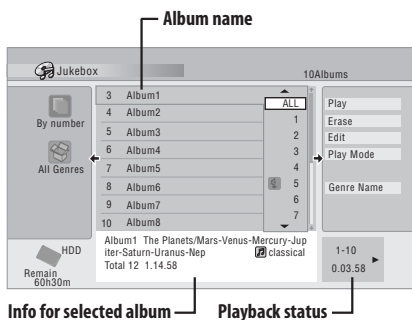 Album name
Jukebox
10Albums
3 Album1
4 Album2
5 Album3
6 Album4
7 Album5
8 Album6
9 Album7
10 Album8
ALL
1
2
3
4
5
6
7
By number
All Genres
Play
Erase
Edit
Play Mode
Genre Name
HDD
Remain
60h30m
Album1 The Planets/Mars-Venus-Mercury-Jup
iter-Saturn-Uranus-Nep classical
Total 12 1.14.58
1-10
0.03.58
Info for selected album
Playback status